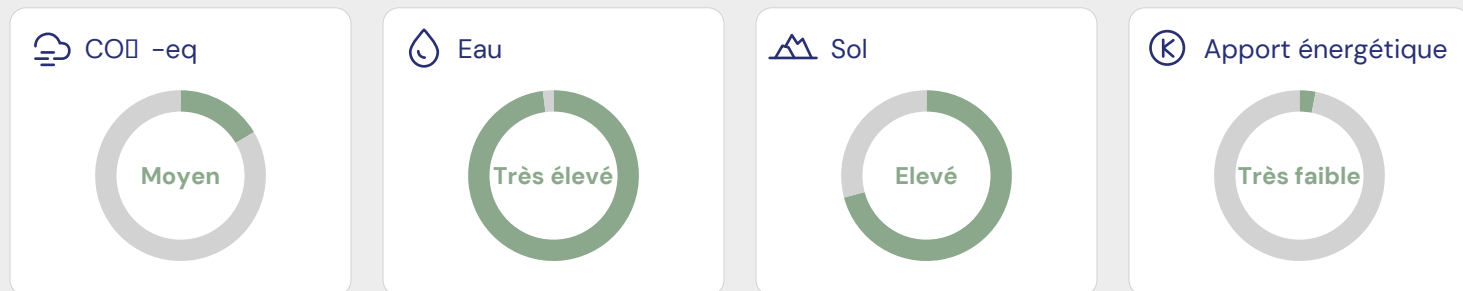 CO▯ -eq
Eau
Sol
Apport énergétique
Moyen
Très élevé
Elevé
Très faible